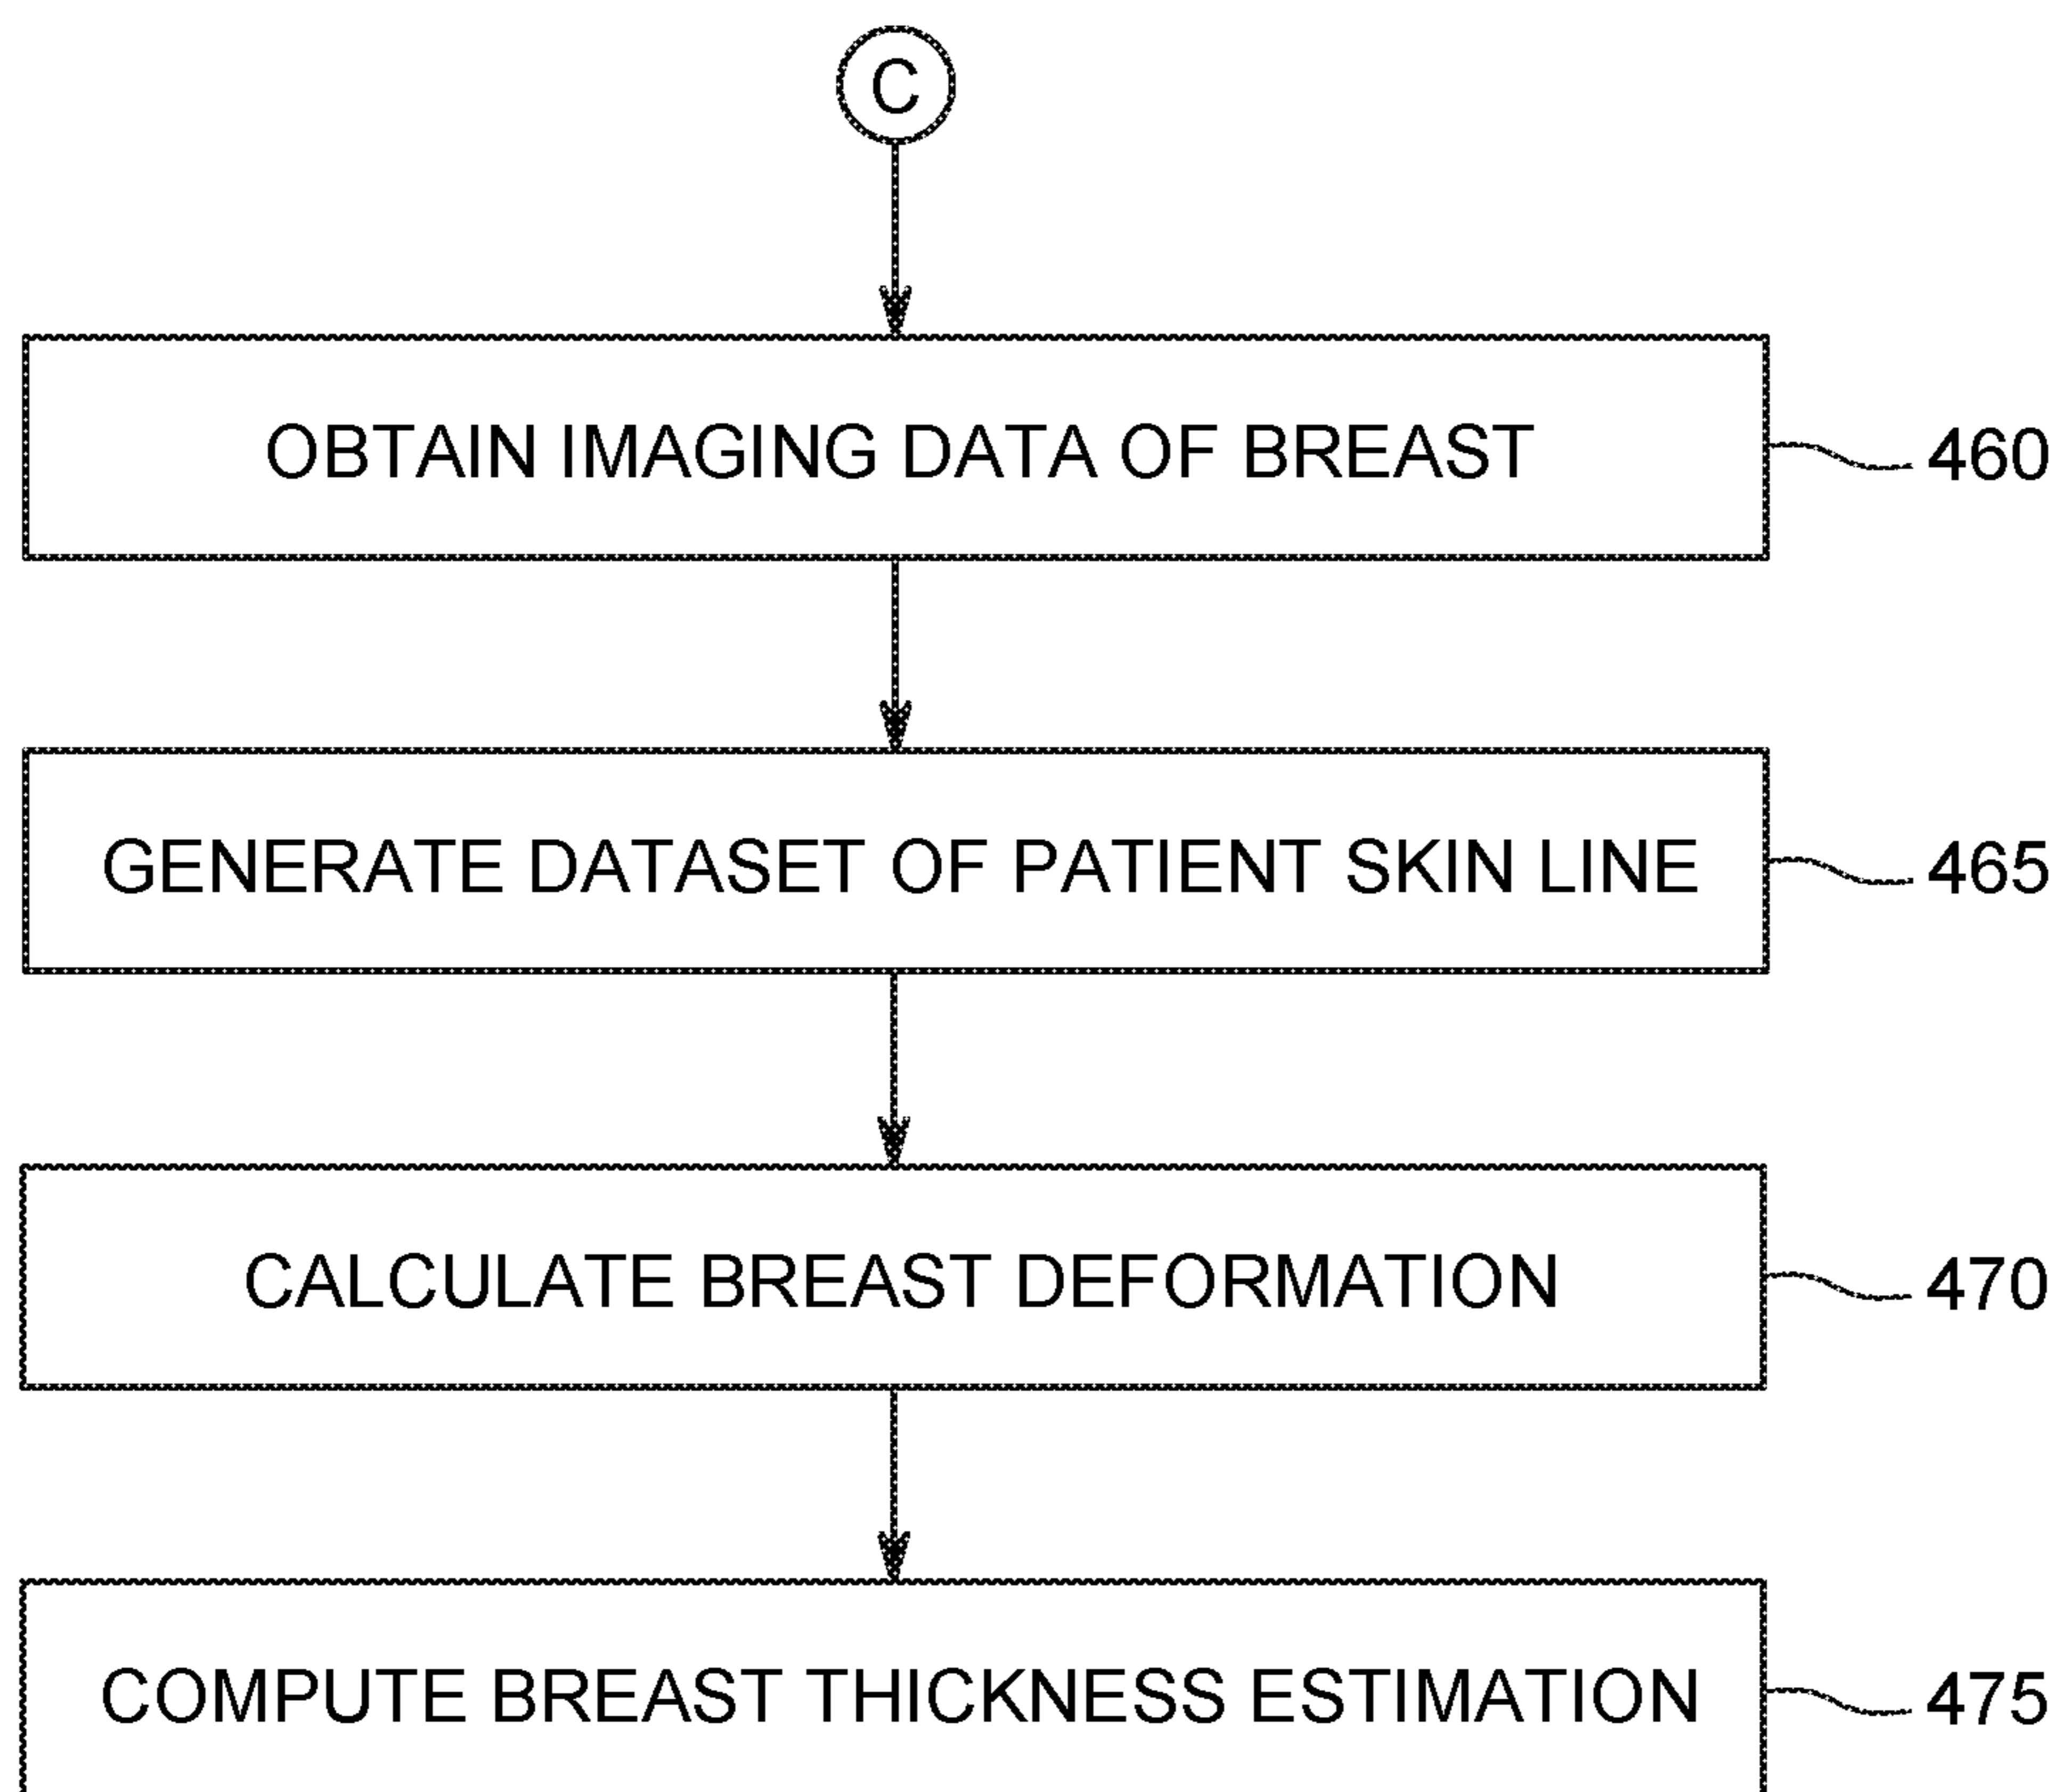 C
OBTAIN IMAGING DATA OF BREAST
460
GENERATE DATASET OF PATIENT SKIN LINE
465
CALCULATE BREAST DEFORMATION
470
COMPUTE BREAST THICKNESS ESTIMATION
475